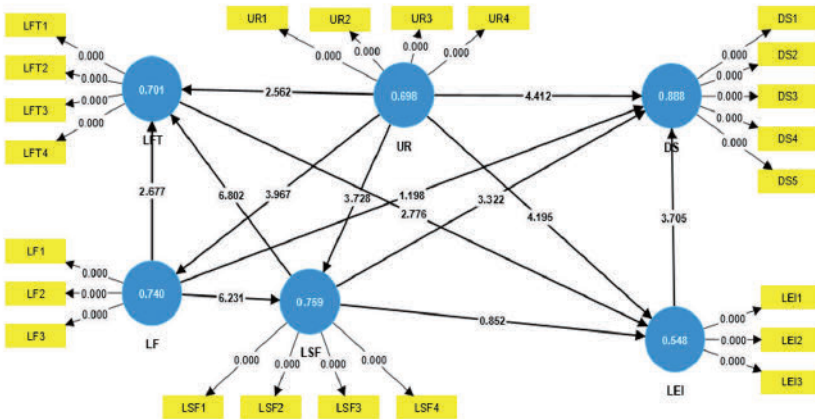 LFT1
LFT2
LFT3
LFT4
0.000
0.000
0.000
0.000
0.701
LFT
UR1
UR2
UR3
UR4
0.000
0.000
0.000
0.000
0.698
UR
DS1
DS2
DS3
DS4
DS5
0.000
0.000
0.000
0.000
0.000
0.888
DS
2.562
4.412
2.677
6.802
3.967
3.728
1.198
2.776
3.322
4.195
3.705
LF1
LF2
LF3
0.000
0.000
0.000
0.740
LF
6.231
0.759
LSF
0.852
0.548
LEI
LEI1
LEI2
LEI3
0.000
0.000
0.000
0.000
0.000
0.000
0.000
LSF1
LSF2
LSF3
LSF4